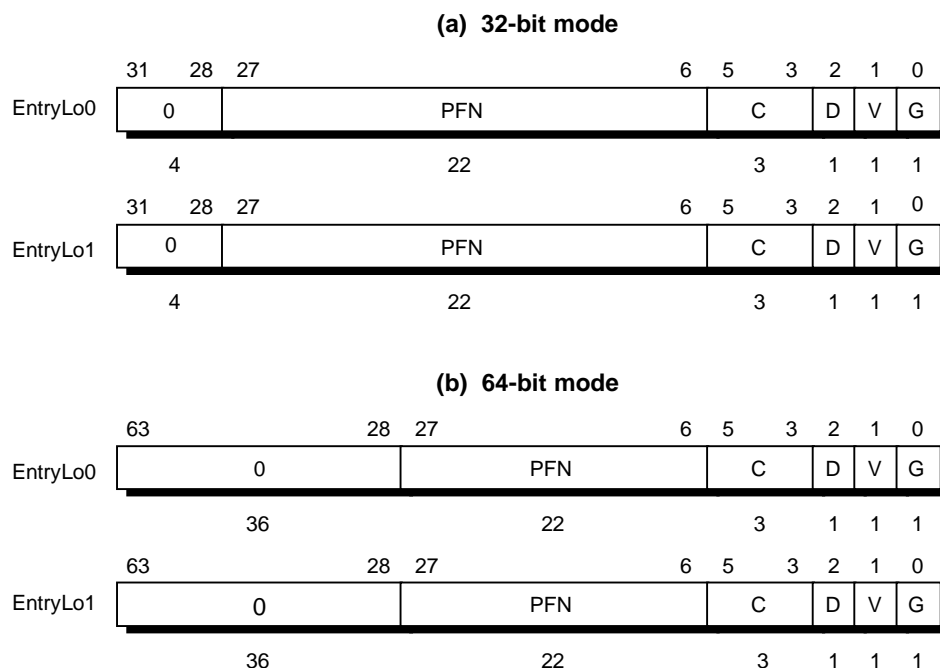 (a) 32-bit mode
31 28 27 6 5 3 2 1 0
EntryLo0 0 PFN C D V G
4 22 3 1 1 1
31 28 27 6 5 3 2 1 0
EntryLo1 0 PFN C D V G
4 22 3 1 1 1
(b) 64-bit mode
63 28 27 6 5 3 2 1 0
EntryLo0 0 PFN C D V G
36 22 3 1 1 1
63 28 27 6 5 3 2 1 0
EntryLo1 0 PFN C D V G
36 22 3 1 1 1